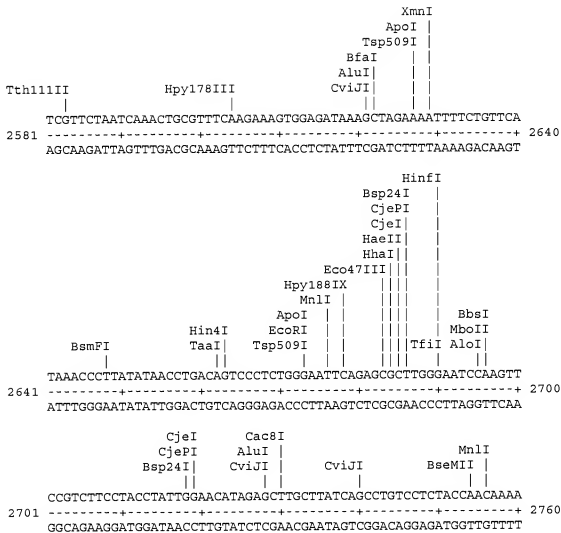 XmnI
ApoI
Tsp509I
BfaI
AluI
Tth111II Hpy178III CviJI
TCGTTCTAATCAAACTGCGTTTCAAGAAAGTGGAGATAAAGCTAGAAAATTTTCTGTTCA
2581 ---------+---------+---------+---------+---------+---------+ 2640
AGCAAGATTAGTTTGACGCAAAGTTCTTTCACCTCTATTTCGATCTTTTAAAAGACAAGT
HinfI
Bsp24I
CjePI
CjeI
HaeII
HhaI
Eco47III
Hpy188IX
MnlI
ApoI BbsI
Hin4I EcoRI MboII
BsmFI TaaI Tsp509I TfiI AloI
TAAACCCTTATATAACCTGACAGTCCCTCTGGGAATTCAGAGCGCTTGGGAATCCAAGTT
2641 ---------+---------+---------+---------+---------+---------+ 2700
ATTTGGGAATATATTGGACTGTCAGGGAGACCCTTAAGTCTCGCGAACCCTTAGGTTCAA
CjeI Cac8I
CjePI AluI MnlI
Bsp24I CviJI CviJI BseMII
CCGTCTTCCTACCTATTGGAACATAGAGCTTGCTTATCAGCCTGTCCTCTACCAACAAAA
2701 ---------+---------+---------+---------+---------+---------+ 2760
GGCAGAAGGATGGATAACCTTGTATCTCGAACGAATAGTCGGACAGGAGATGGTTGTTTT